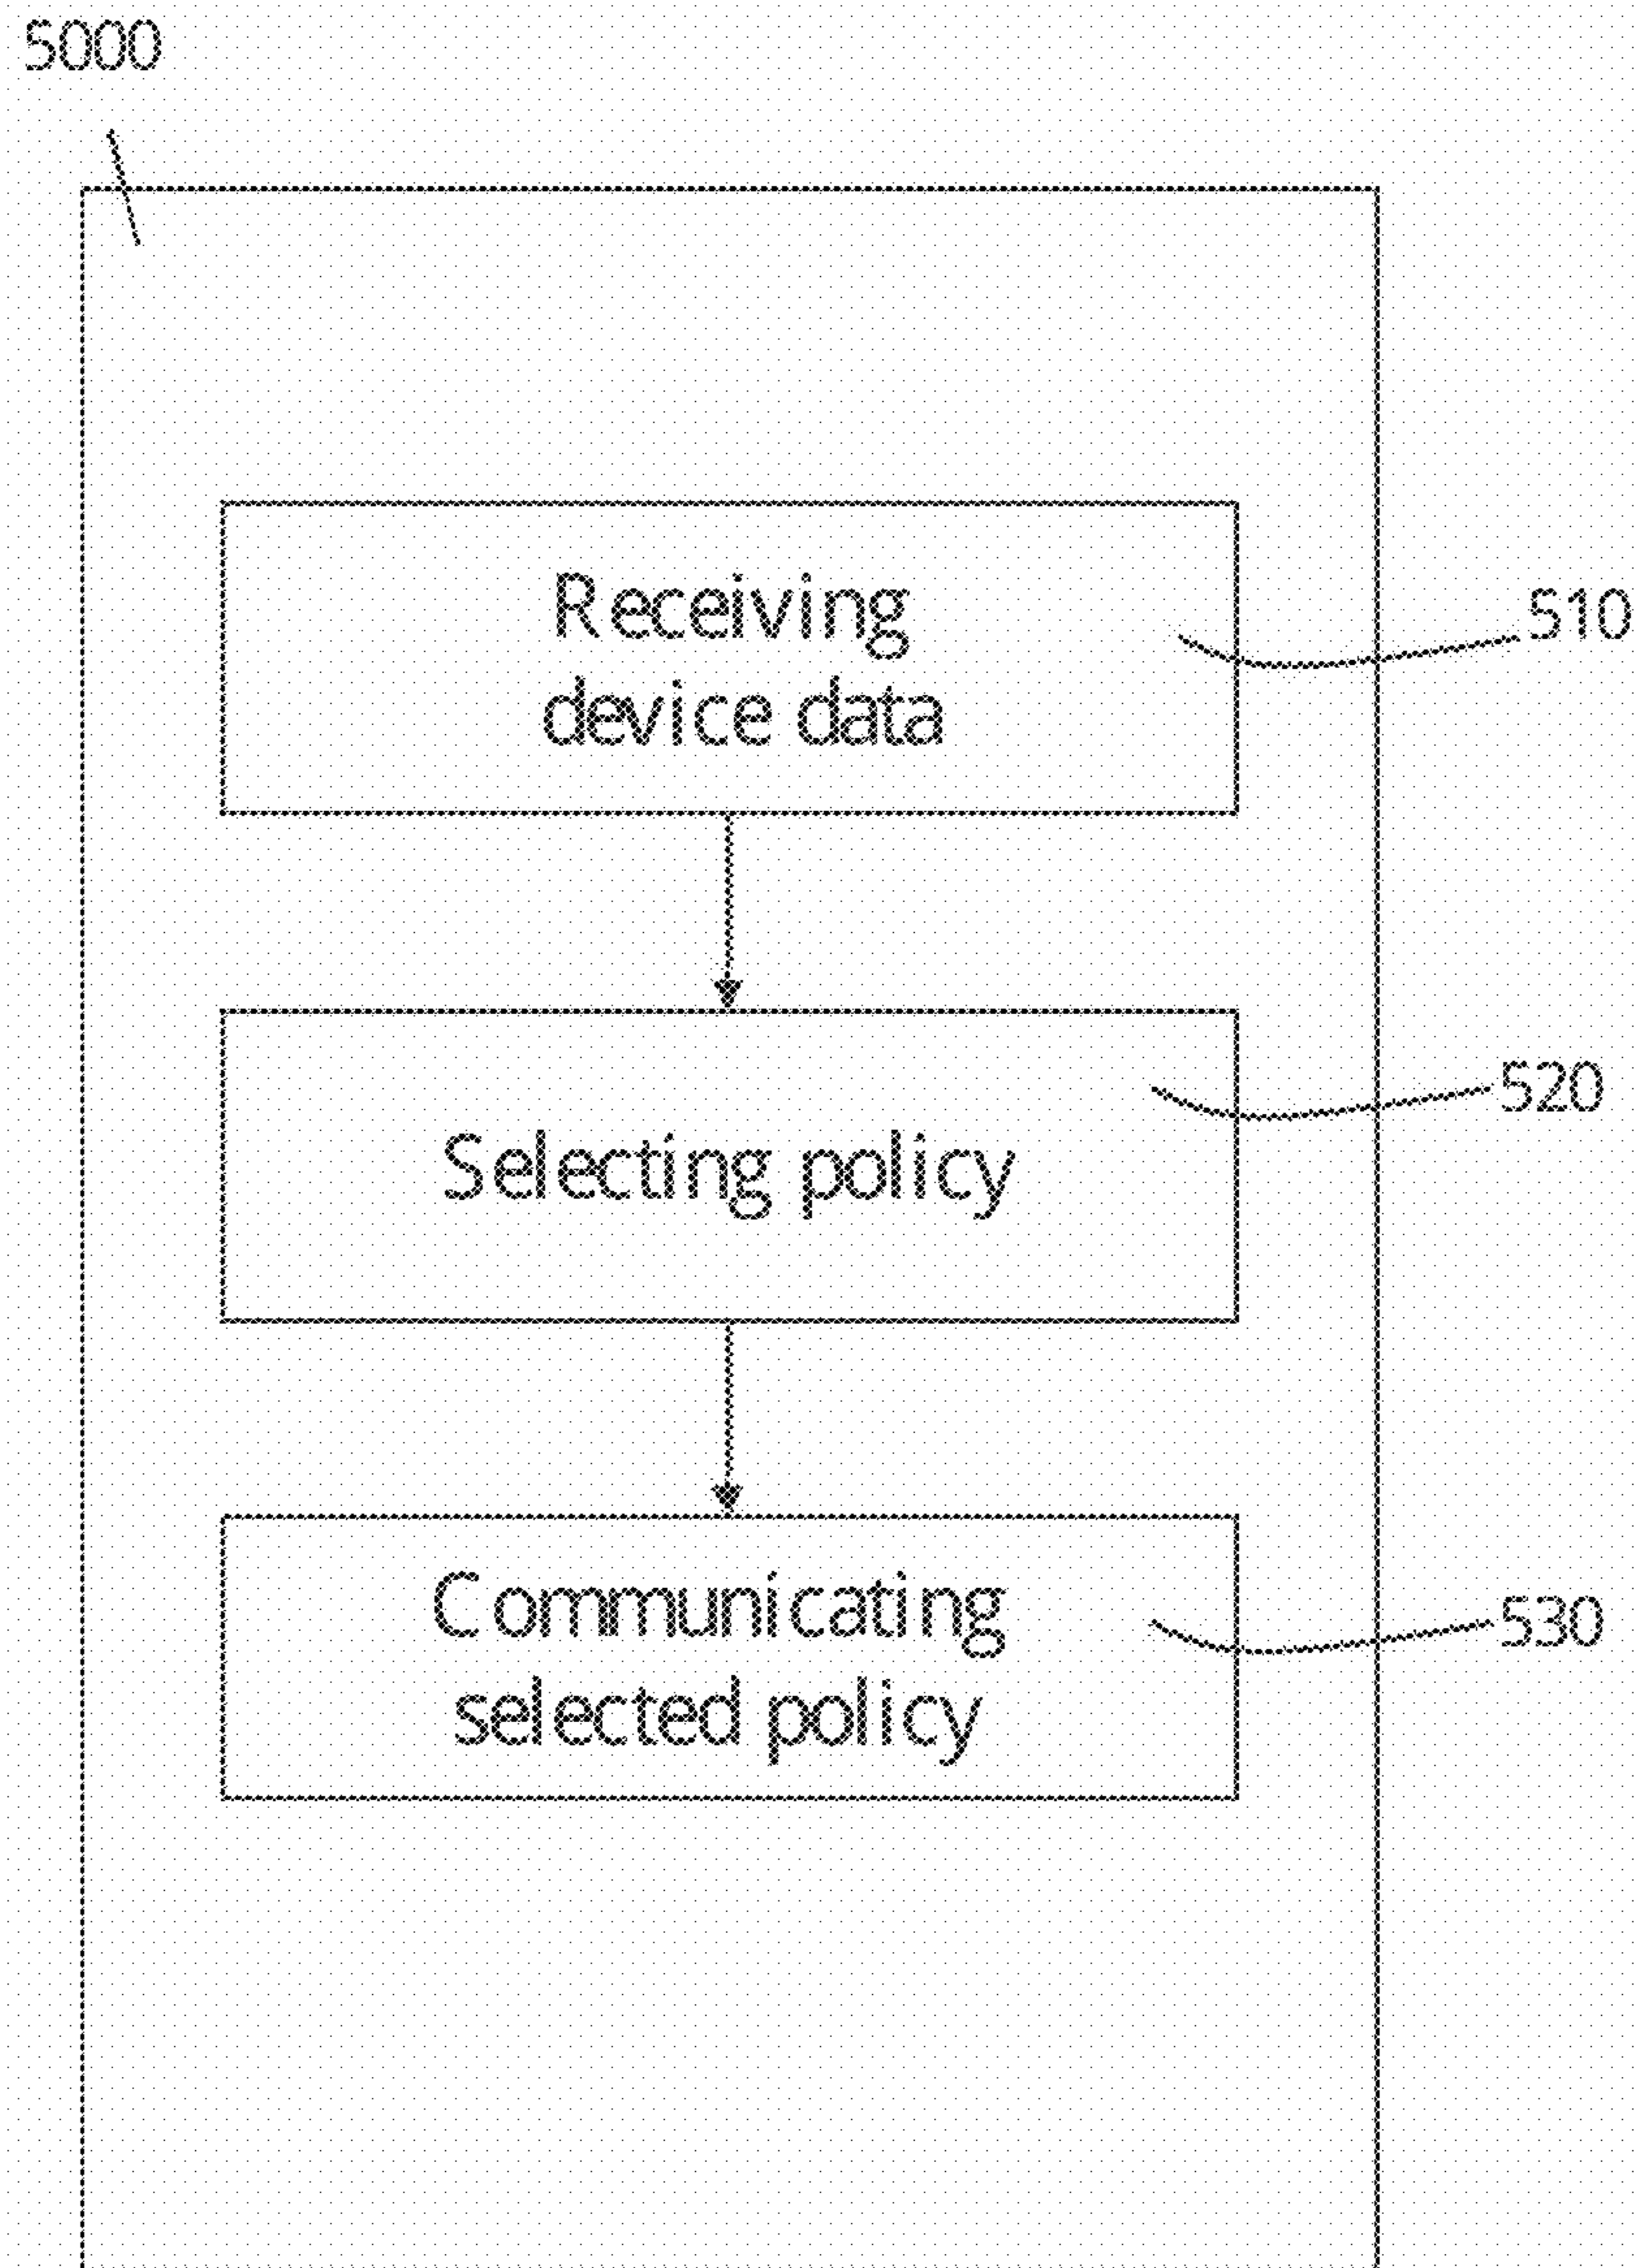 5000
Receiving
device data
510
520
Selecting policy
Communicating
selected policy
530